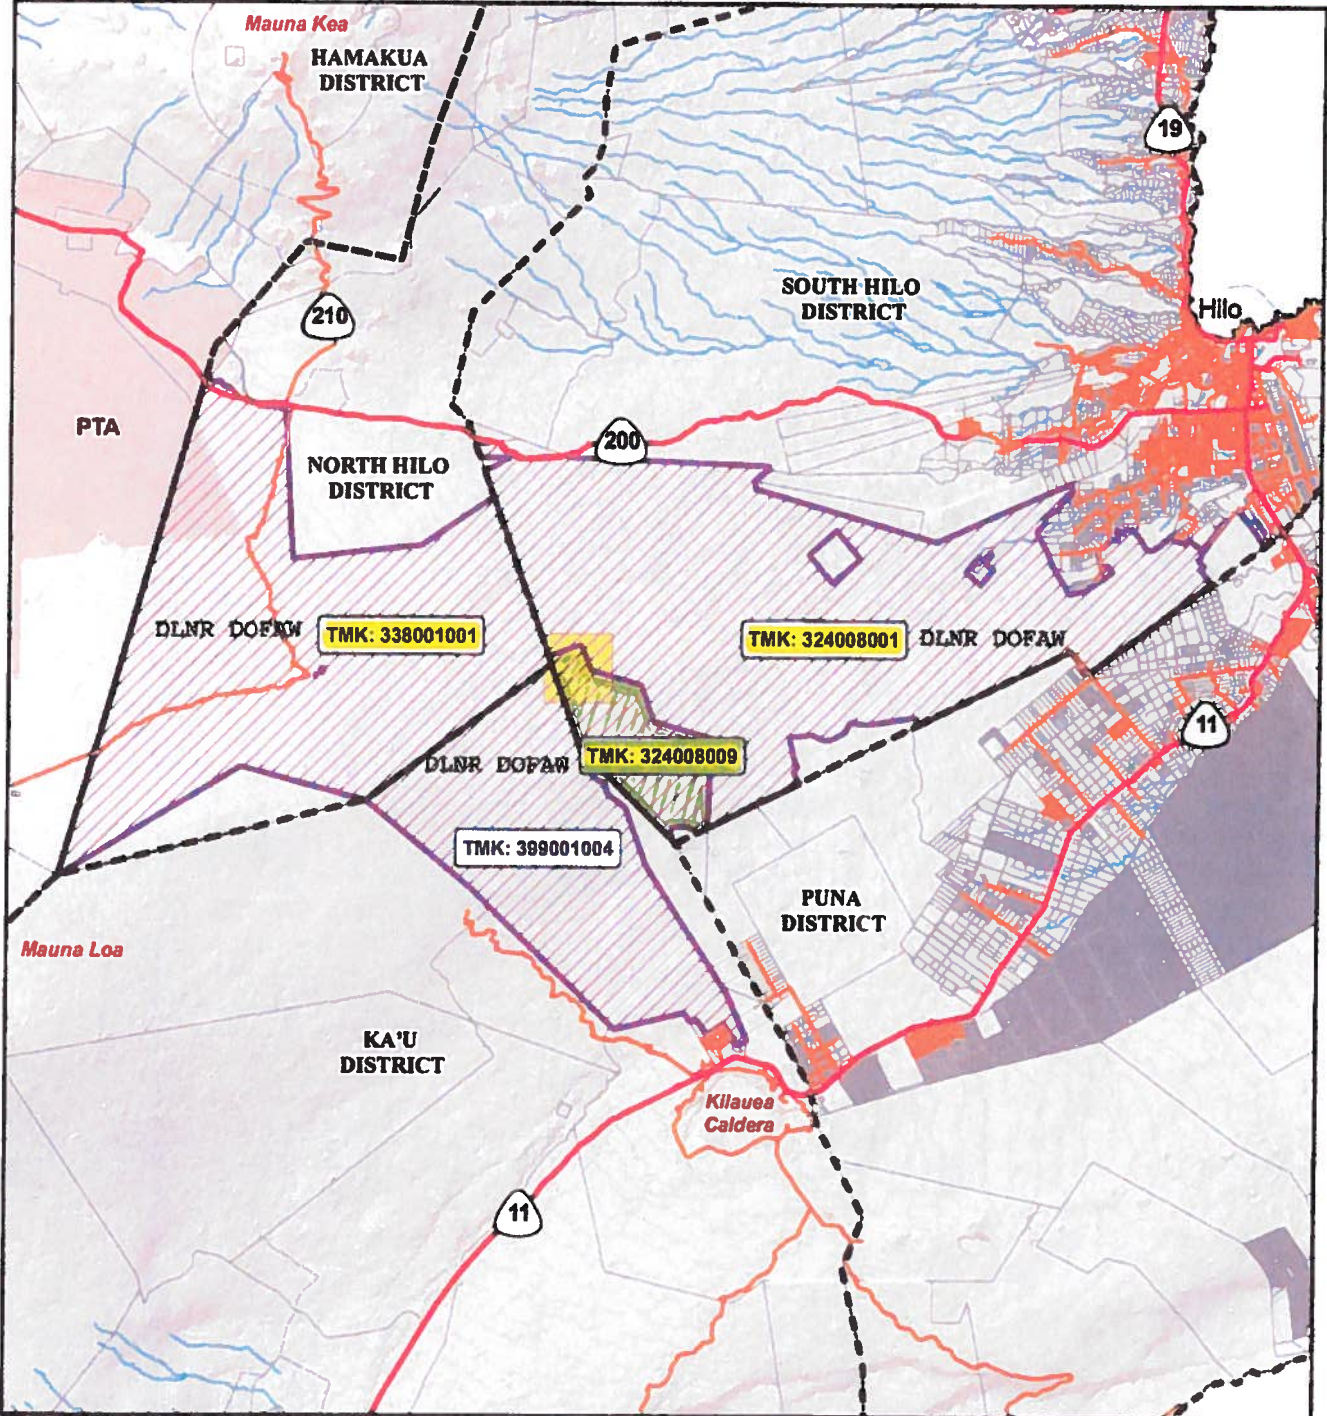 Mauna Kea
HAMAKUA
DISTRICT
19
210
SOUTH HILO
DISTRICT
Hilo
PTA
200
NORTH HILO
DISTRICT
DLNR DOFAW
TMK: 338001001
TMK: 324008001
DLNR DOFAW
11
DLNR DOFAW
TMK: 324008009
TMK: 399001004
PUNA
DISTRICT
Mauna Loa
KA'U
DISTRICT
Kilauea
Caldera
11